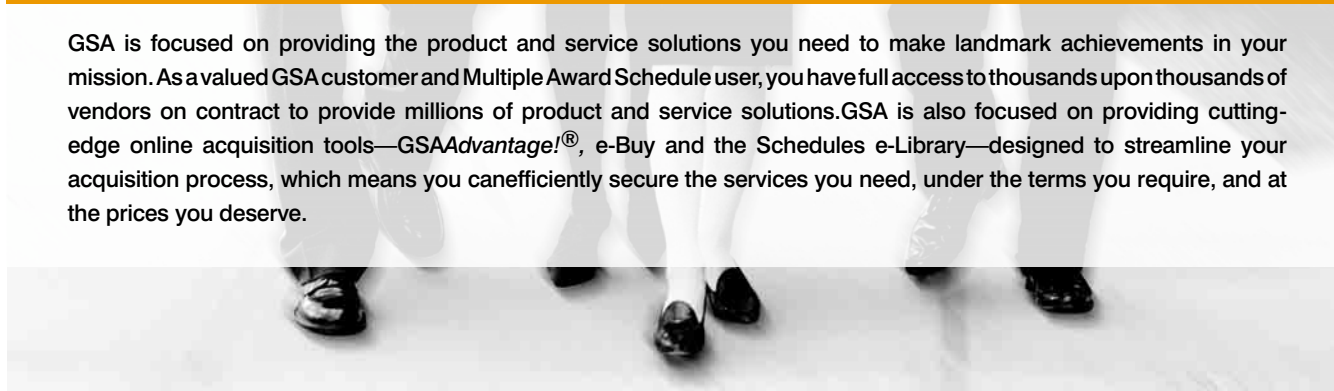 GSA is focused on providing the product and service solutions you need to make landmark achievements in your
mission. As a valued GSA customer and Multiple Award Schedule user, you have full access to thousands upon thousands of
vendors on contract to provide millions of product and service solutions.GSA is also focused on providing cutting-
edge online acquisition tools—GSAAdvantage!®, e-Buy and the Schedules e-Library—designed to streamline your
acquisition process, which means you canefficiently secure the services you need, under the terms you require, and at
the prices you deserve.